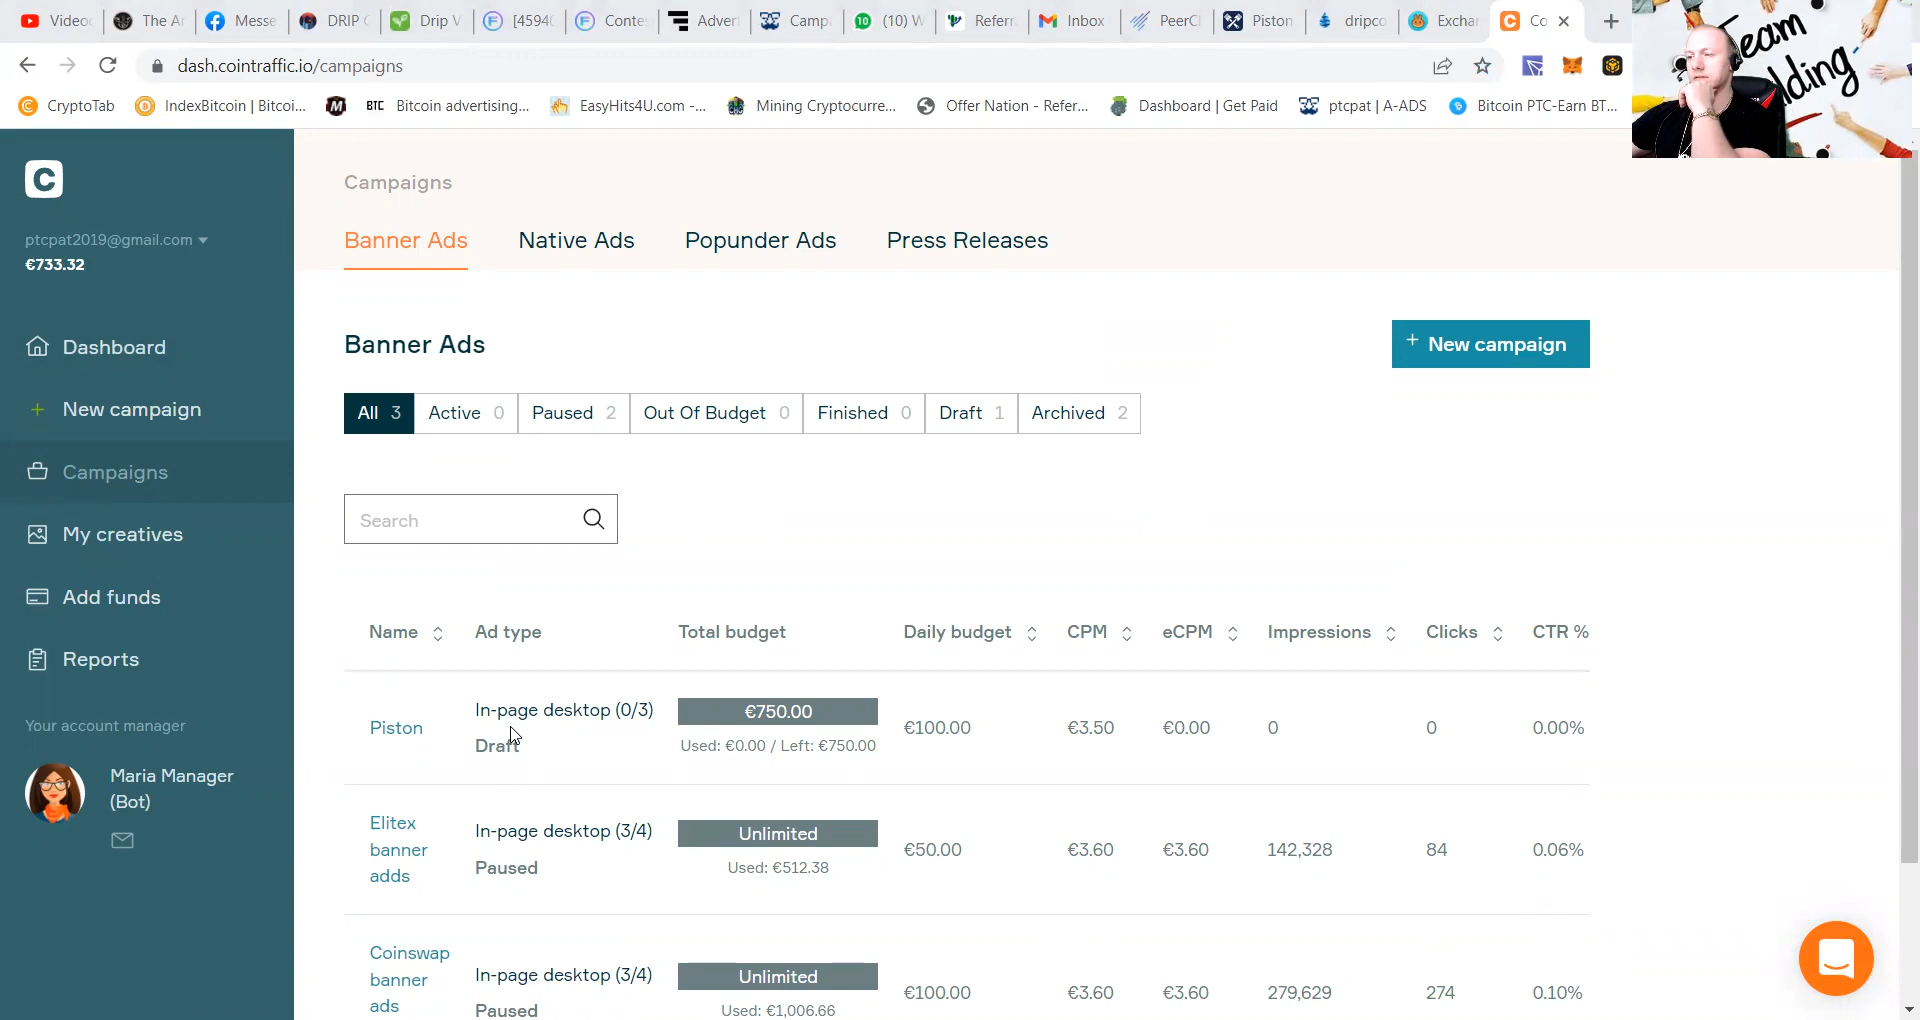 Video
The A
Messe
DRIP
Drip V
[4594
Conte
Advert
Camp
(10) W
Referr
Inbox
PeerC
Piston
dripco
Exchar
Co
dash.cointraffic.io/campaigns
CryptoTab
IndexBitcoin | Bitcoi...
BTC Bitcoin advertising...
EasyHits4U.com -...
Mining Cryptocurre...
Offer Nation - Refer...
Dashboard | Get Paid
ptcpat | A-ADS
Bitcoin PTC-Earn BT...
Team
ilding
C
ptcpat2019@gmail.com
€733.32
Dashboard
+ New campaign
Campaigns
My creatives
Add funds
Reports
Your account manager
Maria Manager
(Bot)
Campaigns
Banner Ads Native Ads Popunder Ads Press Releases
Banner Ads
+ New campaign
All 3 Active 0 Paused 2 Out Of Budget 0 Finished 0 Draft 1 Archived 2
Search
Name Ad type Total budget Daily budget CPM eCPM Impressions Clicks CTR %
Piston
In-page desktop (0/3)
Draft
€750.00
Used: €0.00 / Left: €750.00
€100.00 €3.50 €0.00 0 0 0.00%
Elitex
banner
adds
In-page desktop (3/4)
Paused
Unlimited
Used: €512.38
€50.00 €3.60 €3.60 142,328 84 0.06%
Coinswap
banner
ads
In-page desktop (3/4)
Paused
Unlimited
Used: €1,006.66
€100.00 €3.60 €3.60 279,629 274 0.10%